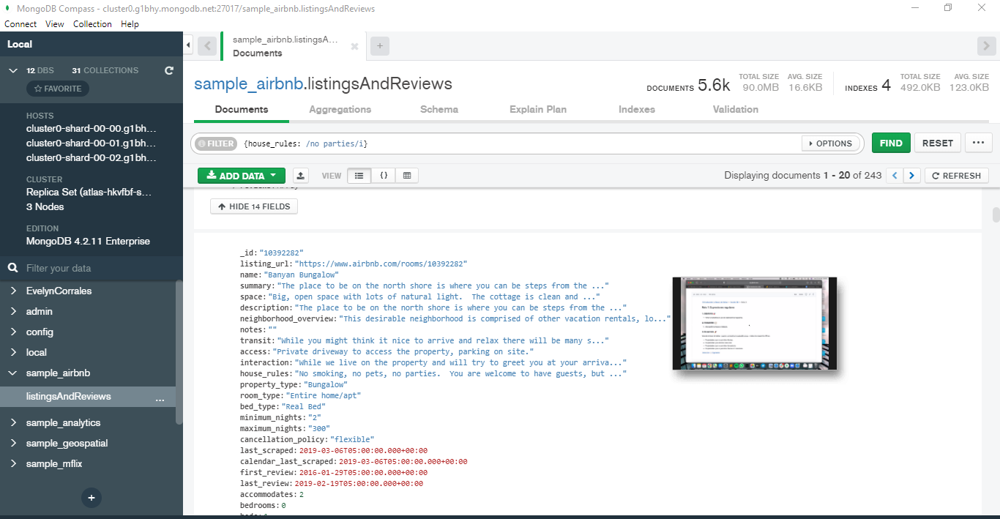 MongoDB Compass - cluster0.g1bhy.mongodb.net:27017/sample_airbnb.listingsAndReviews
Connect View Collection Help
Local
12 DBS 31 COLLECTIONS
FAVORITE
HOSTS
cluster0-shard-00-00.g1bh...
cluster0-shard-00-01.g1bh...
cluster0-shard-00-02.g1bh...
CLUSTER
Replica Set (atlas-hkvfbf-s...
3 Nodes
EDITION
MongoDB 4.2.11 Enterprise
Filter your data
EvelynCorrales
admin
config
local
sample_airbnb
listingsAndReviews
...
sample_analytics
sample_geospatial
sample_mflix
+
sample_airbnb.listingsA...
Documents
+
sample_airbnb.listingsAndReviews
DOCUMENTS 5.6k TOTAL SIZE 90.0MB AVG. SIZE 16.6KB
INDEXES 4 TOTAL SIZE 492.0KB AVG. SIZE 123.0KB
Documents Aggregations Schema Explain Plan Indexes Validation
FILTER {house_rules: /no parties/i} OPTIONS FIND RESET ...
ADD DATA VIEW {} Displaying documents 1 - 20 of 243 REFRESH
HIDE 14 FIELDS
_id: "10392282"
listing_url: "https://www.airbnb.com/rooms/10392282"
name: "Banyan Bungalow"
summary: "The place to be on the north shore is where you can be steps from the ..."
space: "Big, open space with lots of natural light.  The cottage is clean and ..."
description: "The place to be on the north shore is where you can be steps from the ..."
neighborhood_overview: "This desirable neighborhood is comprised of other vacation rentals, lo..."
notes: ""
transit: "While you might think it nice to arrive and relax there will be many s..."
access: "Private driveway to access the property, parking on site."
interaction: "While we live on the property and will try to greet you at your arriva..."
house_rules: "No smoking, no pets, no parties.  You are welcome to have guests, but ..."
property_type: "Bungalow"
room_type: "Entire home/apt"
bed_type: "Real Bed"
minimum_nights: "2"
maximum_nights: "300"
cancellation_policy: "flexible"
last_scraped: 2019-03-06T05:00:00.000+00:00
calendar_last_scraped: 2019-03-06T05:00:00.000+00:00
first_review: 2016-01-29T05:00:00.000+00:00
last_review: 2019-02-19T05:00:00.000+00:00
accommodates: 2
bedrooms: 0